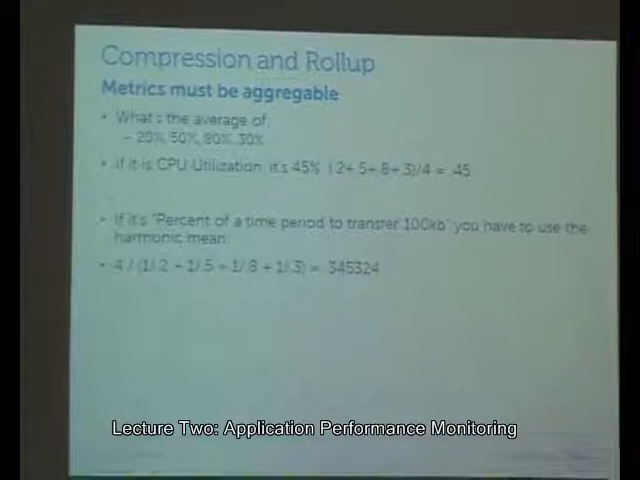 Compression and Rollup
Metrics must be aggregable
• What's the average of:
– 20%, 50%, 80%, 30%
• If it is CPU Utilization it's 45% (.2+.5+.8+.3)/4 = .45
• If it's "Percent of a time period to transfer 100kb" you have to use the
harmonic mean:
• 4 / (1/.2 + 1/.5 + 1/.8 + 1/.3) = .345324
Lecture Two: Application Performance Monitoring